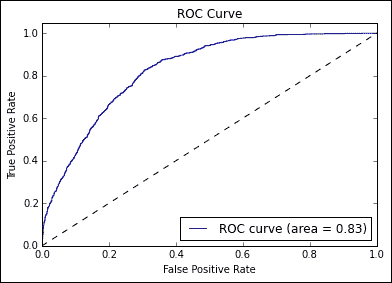 ROC Curve
True Positive Rate
1.0
0.8
0.6
0.4
0.2
0.0
ROC curve (area = 0.83)
0.0 0.2 0.4 0.6 0.8 1.0
False Positive Rate